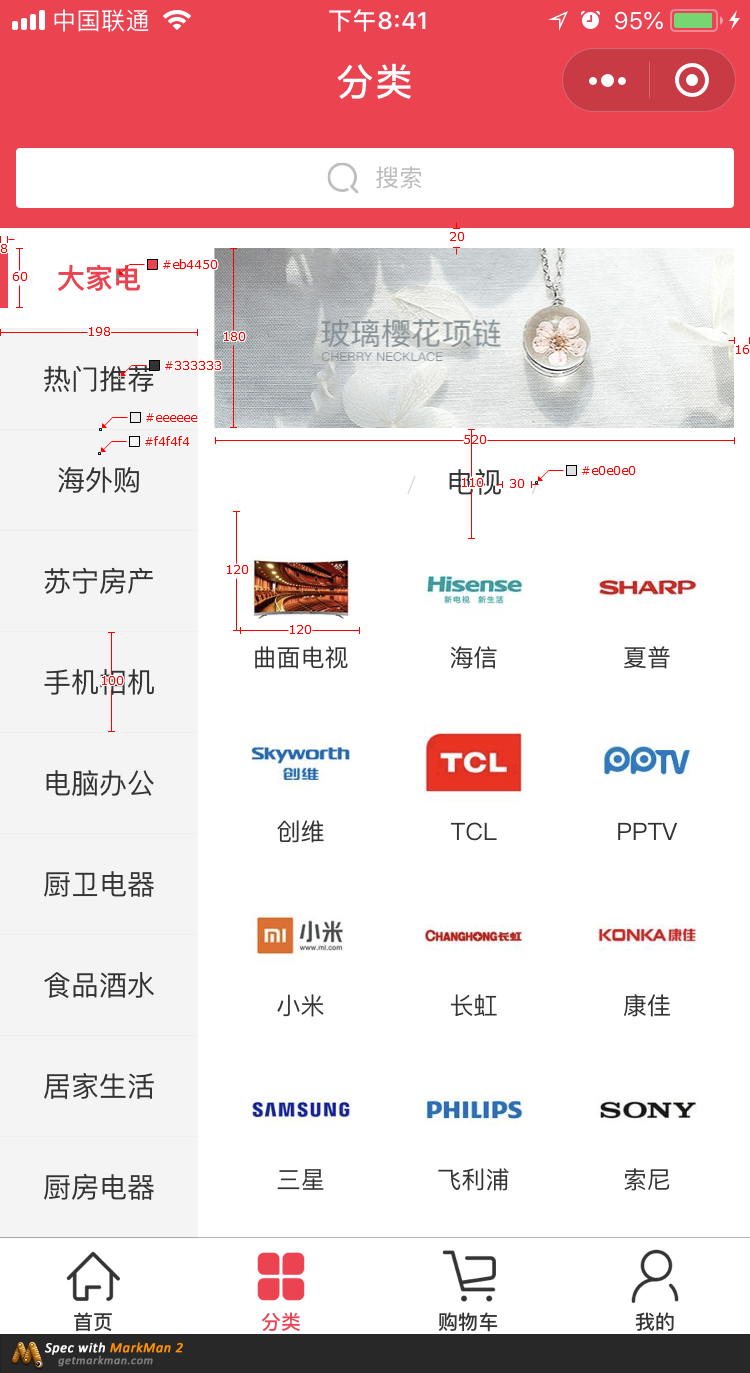 中国联通 下午8:41 95%
分类
搜索
20
8
60
大家电
#eb4450
198
180
玻璃樱花项链
CHERRY NECKLACE
16
热门推荐
#333333
#eeeeee
#f4f4f4
520
海外购
电视
110
30
#e0e0e0
苏宁房产
120
55"
120
Hisense
新电视 新生活
SHARP
曲面电视 海信 夏普
手机相机
100
Skyworth
创维
TCL
PPTV
电脑办公
创维 TCL PPTV
厨卫电器
mi 小米
www.mi.com
CHANGHONG长虹
KONKA康佳
食品酒水
小米 长虹 康佳
居家生活
SAMSUNG PHILIPS SONY
厨房电器
三星 飞利浦 索尼
首页 分类 购物车 我的
Spec with MarkMan 2
getmarkman.com